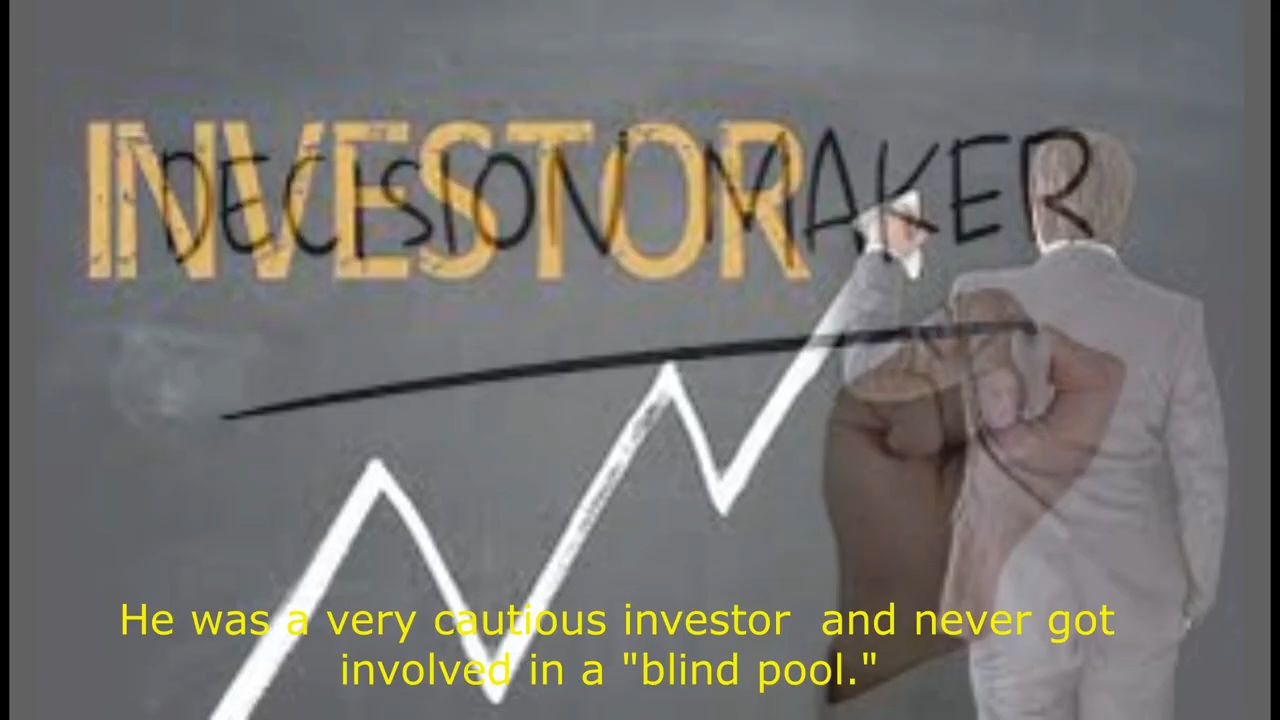 INVESTOR
DECISION MAKER
He was a very cautious investor  and never got
involved in a "blind pool."